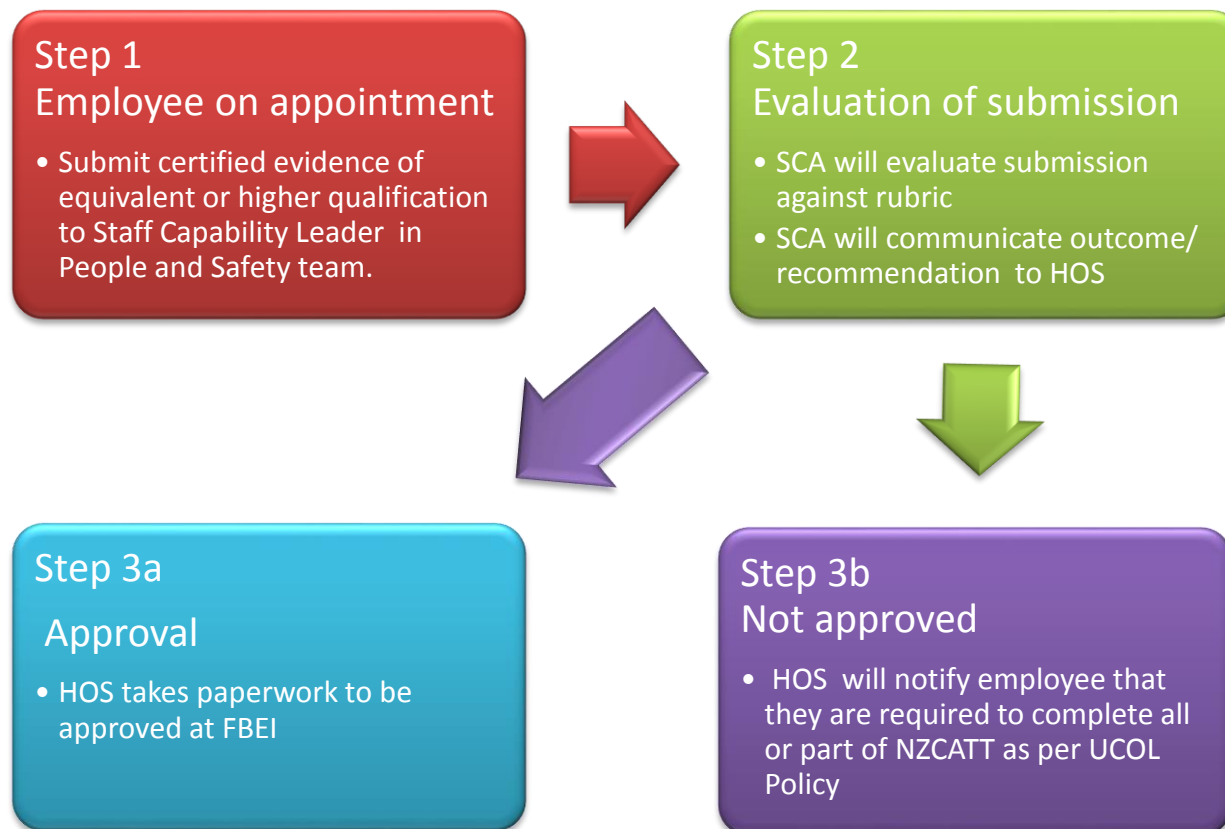 Step 1
Employee on appointment
• Submit certified evidence of
equivalent or higher qualification
to Staff Capability Leader in
People and Safety team.
Step 2
Evaluation of submission
• SCA will evaluate submission
against rubric
• SCA will communicate outcome/
recommendation to HOS
Step 3a
Approval
• HOS takes paperwork to be
approved at FBEI
Step 3b
Not approved
• HOS will notify employee that
they are required to complete all
or part of NZCATT as per UCOL
Policy